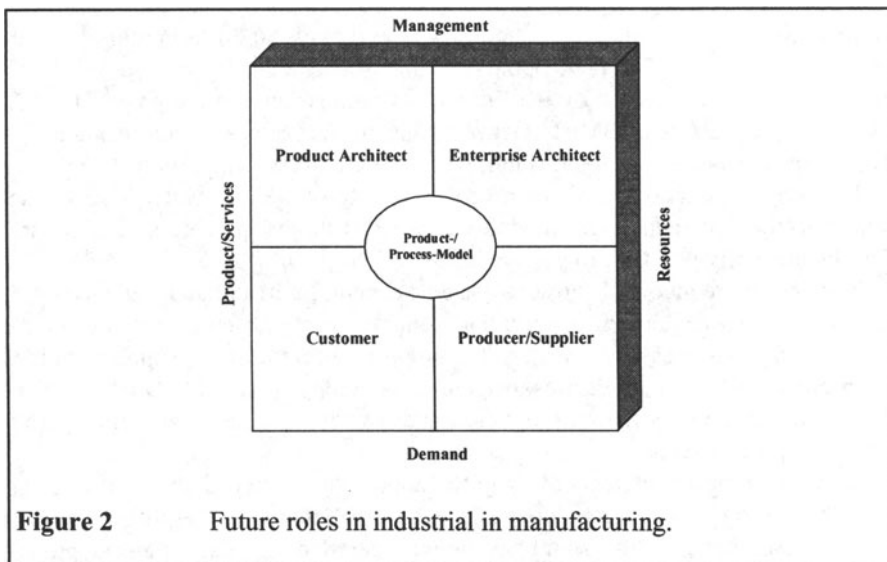 Management
Product Architect
Enterprise Architect
Product/Services
Product-/
Process-Model
Resources
Customer
Producer/Supplier
Demand
Figure 2 Future roles in industrial in manufacturing.